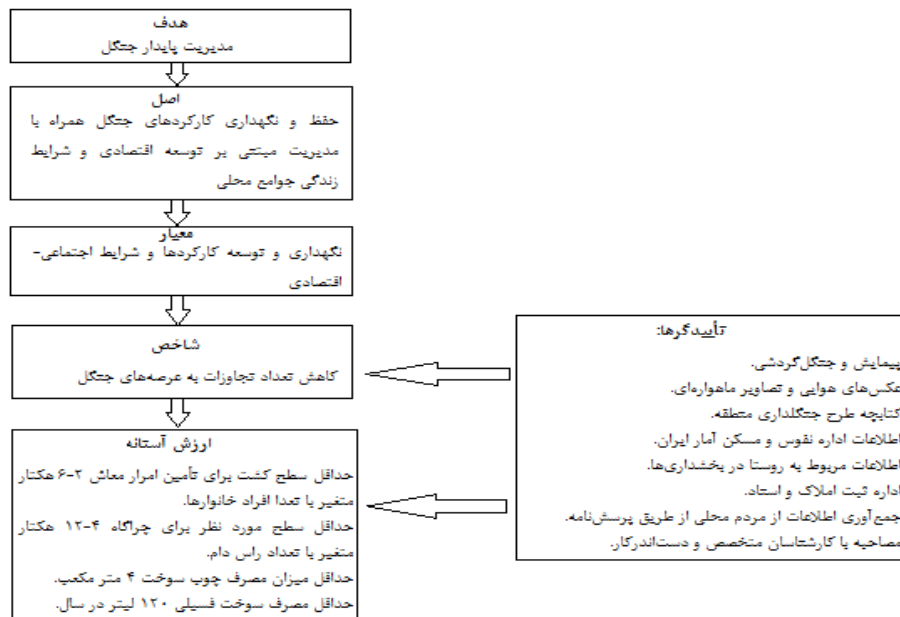 هدف
مدیریت پایدار جنگل
اصل
حفظ و نگهداری کارکردهای جنگل همراه با
مدیریت مبتنی بر توسعه اقتصادی و شرایط
زندگی جوامع محلی
معیار
نگهداری و توسعه کارکردها و شرایط اجتماعی-
اقتصادی
شاخص
کاهش تعداد تجاوزات به عرصه‌های جنگل
ارزش آستانه
حداقل سطح کشت برای تأمین امرار معاش ۲-۶ هکتار
متغیر با تعدا افراد خانوارها.
حداقل سطح مورد نظر برای چراگاه ۴-۱۲ هکتار
متغیر با تعداد راس دام.
حداقل میزان مصرف چوب سوخت ۴ متر مکعب.
حداقل مصرف سوخت فسیلی ۱۲۰ لیتر در سال.
تأییدگرها:
پیمایش و جنگل‌گردشی.
عکس‌های هوایی و تصاویر ماهواره‌ای.
کتابچه طرح جنگلداری منطقه.
اطلاعات اداره نفوس و مسکن آمار ایران.
اطلاعات مربوط به روستا در بخشداری‌ها.
اداره ثبت املاک و اسناد.
جمع‌آوری اطلاعات از مردم محلی از طریق پرسش‌نامه.
مصاحبه با کارشناسان متخصص و دست‌اندرکار.